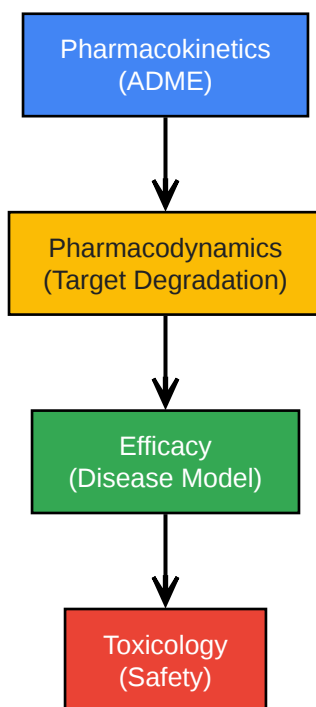 Pharmacokinetics
(ADME)
Pharmacodynamics
(Target Degradation)
Efficacy
(Disease Model)
Toxicology
(Safety)